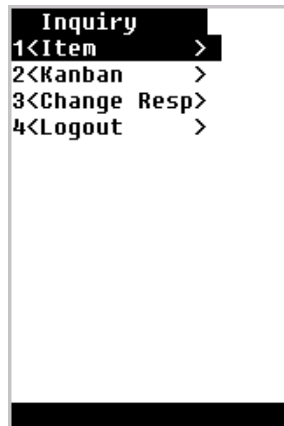 Inquiry
1<Item >
2<Kanban >
3<Change Resp>
4<Logout >